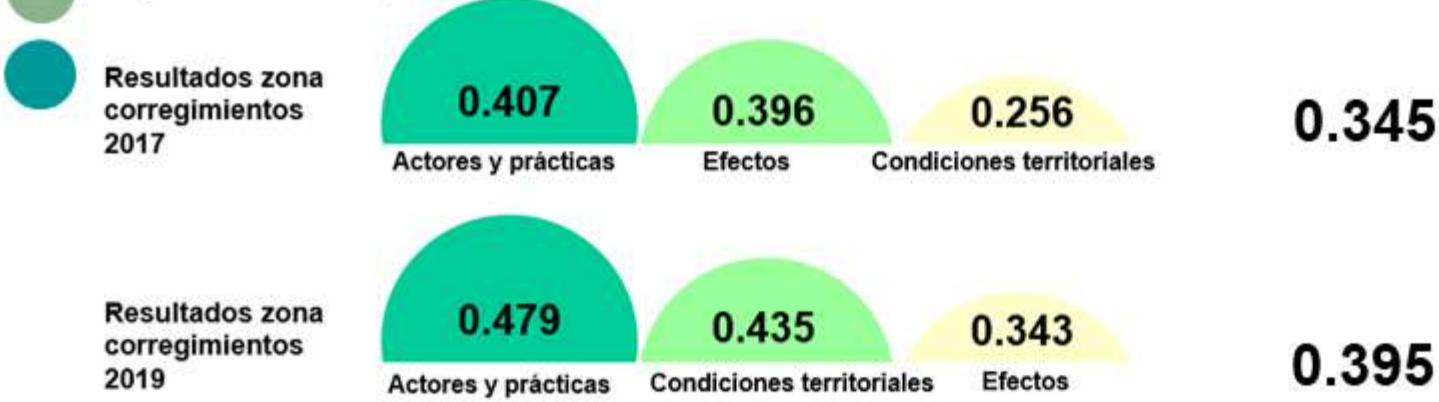 Resultados zona
corregimientos
2017
0.407
Actores y prácticas
0.396
Efectos
0.256
Condiciones territoriales
0.345
Resultados zona
corregimientos
2019
0.479
Actores y prácticas
0.435
Condiciones territoriales
0.343
Efectos
0.395